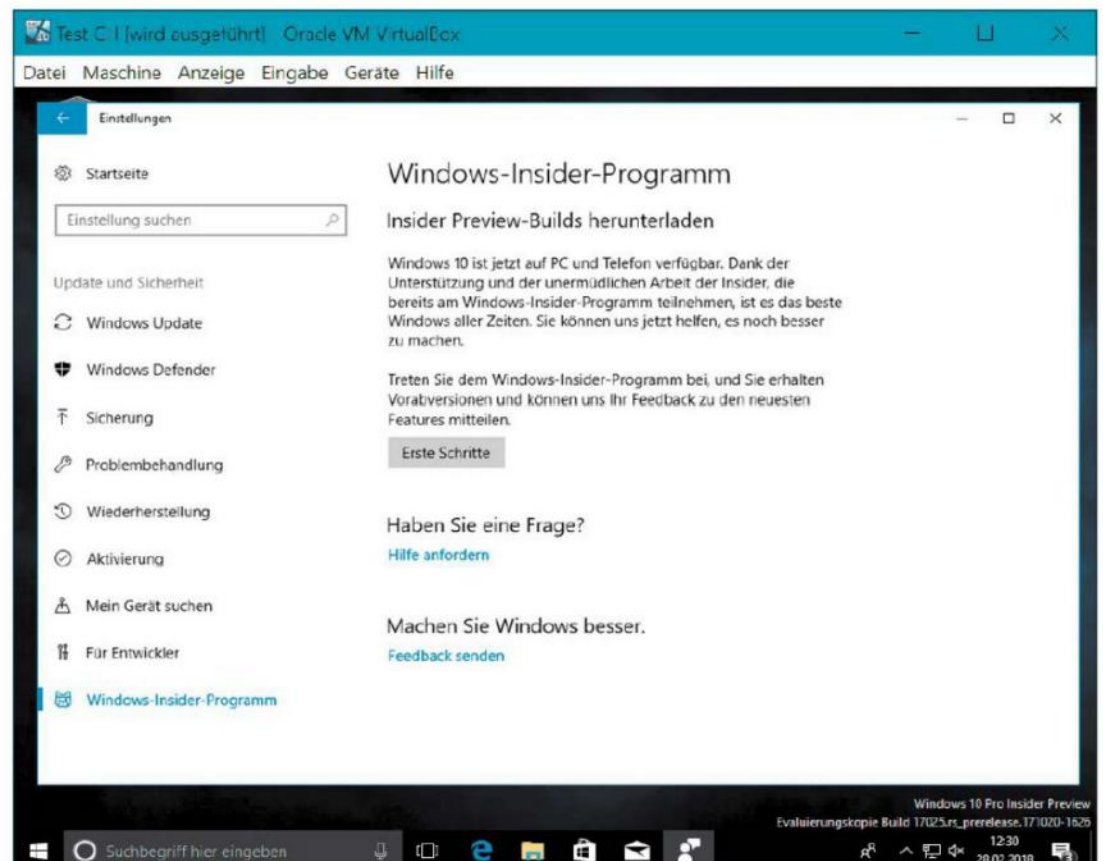 Test C-I [wird ausgeführt] Oracle VM VirtualBox
Datei Maschine Anzeige Eingabe Geräte Hilfe
Einstellungen
Startseite
Einstellung suchen
Update und Sicherheit
Windows Update
Windows Defender
Sicherung
Problembehandlung
Wiederherstellung
Aktivierung
Mein Gerät suchen
Für Entwickler
Windows-Insider-Programm
Windows-Insider-Programm
Insider Preview-Builds herunterladen
Windows 10 ist jetzt auf PC und Telefon verfügbar. Dank der
Unterstützung und der unermüdlichen Arbeit der Insider, die
bereits am Windows-Insider-Programm teilnehmen, ist es das beste
Windows aller Zeiten. Sie können uns jetzt helfen, es noch besser
zu machen.
Treten Sie dem Windows-Insider-Programm bei, und Sie erhalten
Vorabversionen und können uns Ihr Feedback zu den neuesten
Features mitteilen.
Erste Schritte
Haben Sie eine Frage?
Hilfe anfordern
Machen Sie Windows besser.
Feedback senden
Windows 10 Pro Insider Preview
Evaluierungskopie Build 17025.rs_prerelease.171020-1626
Suchbegriff hier eingeben
12:30
28.02.2018